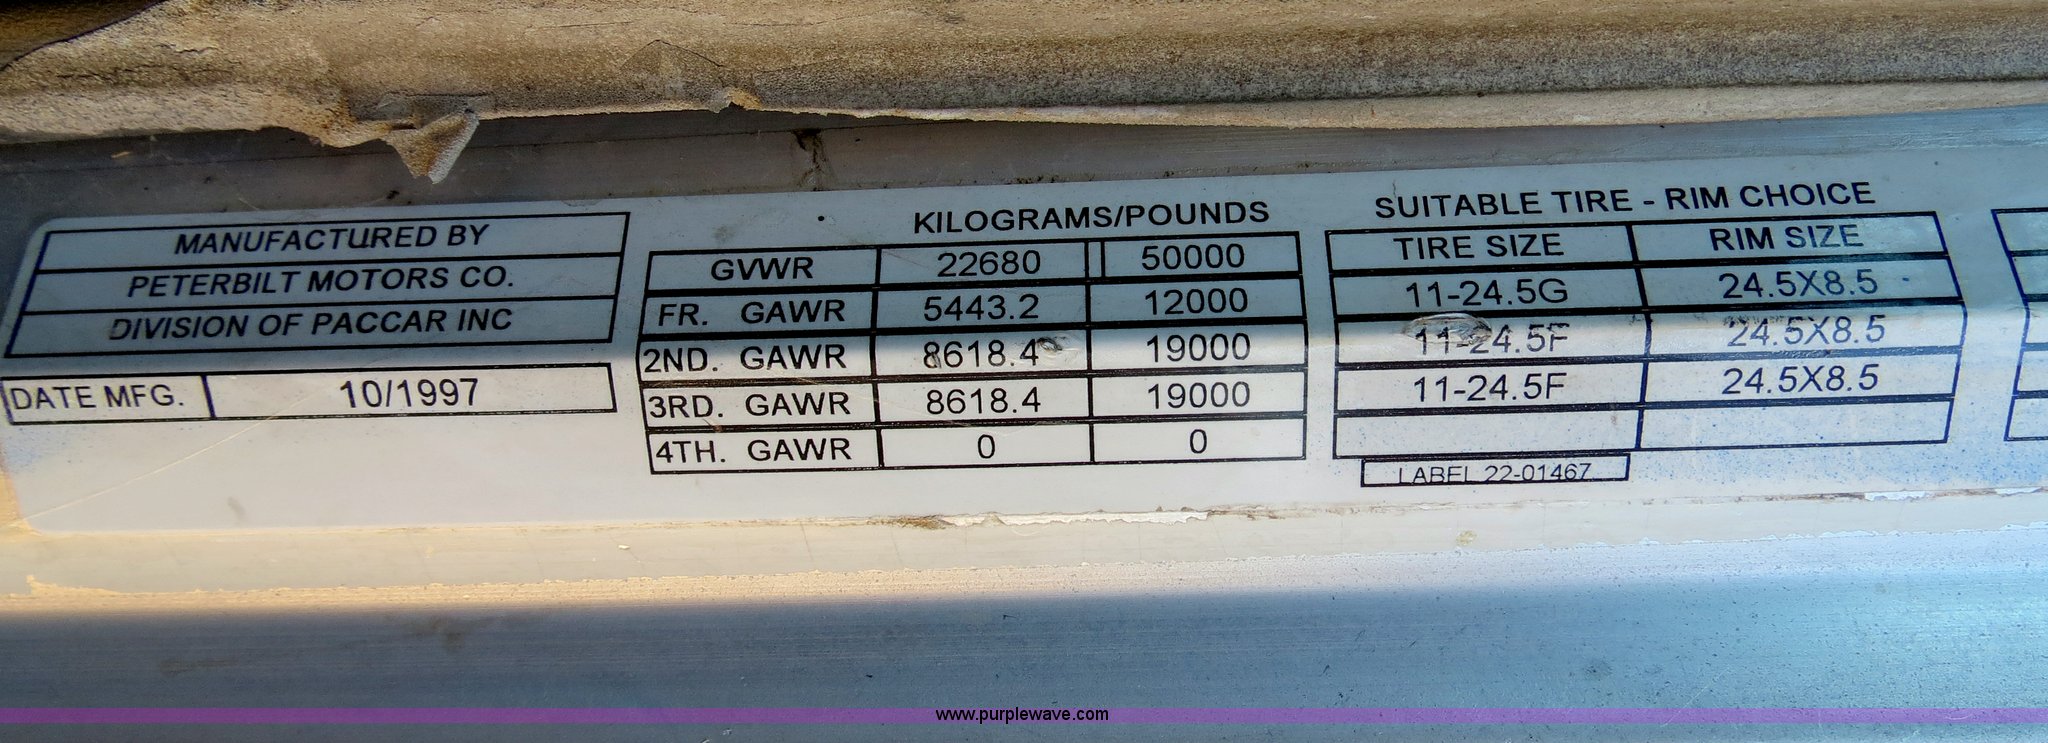 MANUFACTURED BY
PETERBILT MOTORS CO.
DIVISION OF PACCAR INC
DATE MFG. 10/1997
KILOGRAMS/POUNDS
GVWR 22680 50000
FR. GAWR 5443.2 12000
2ND. GAWR 8618.4 19000
3RD. GAWR 8618.4 19000
4TH. GAWR 0 0
SUITABLE TIRE - RIM CHOICE
TIRE SIZE RIM SIZE
11-24.5G 24.5X8.5
11-24.5F 24.5X8.5
11-24.5F 24.5X8.5
LABEL 22-01467
www.purplewave.com